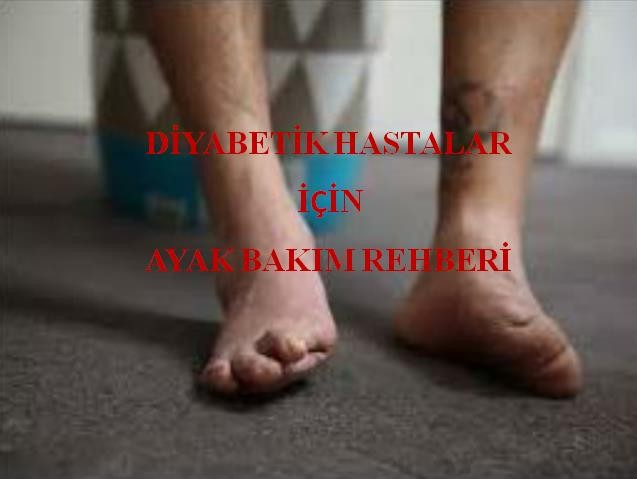 DİYABETİK HASTALAR
İÇİN
AYAK BAKIM REHBERİ